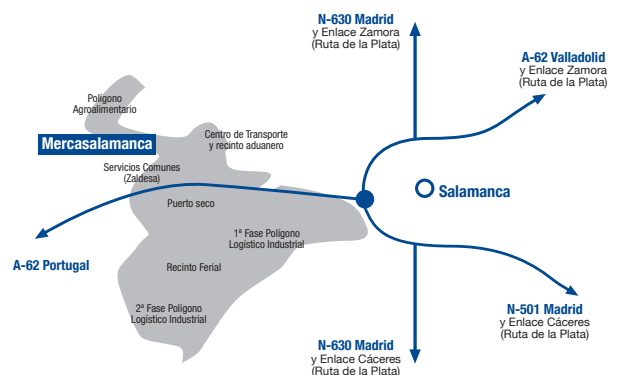 N-630 Madrid
y Enlace Zamora
(Ruta de la Plata)
A-62 Valladolid
y Enlace Zamora
(Ruta de la Plata)
Polígono
Agroalimentario
Mercasalamanca
Centro de Transporte
y recinto aduanero
Servicios Comunes
(Zaldesa)
Salamanca
Puerto seco
1ª Fase Polígono
Logístico Industrial
A-62 Portugal
Recinto Ferial
2ª Fase Polígono
Logístico Industrial
N-501 Madrid
y Enlace Cáceres
(Ruta de la Plata)
N-630 Madrid
y Enlace Cáceres
(Ruta de la Plata)